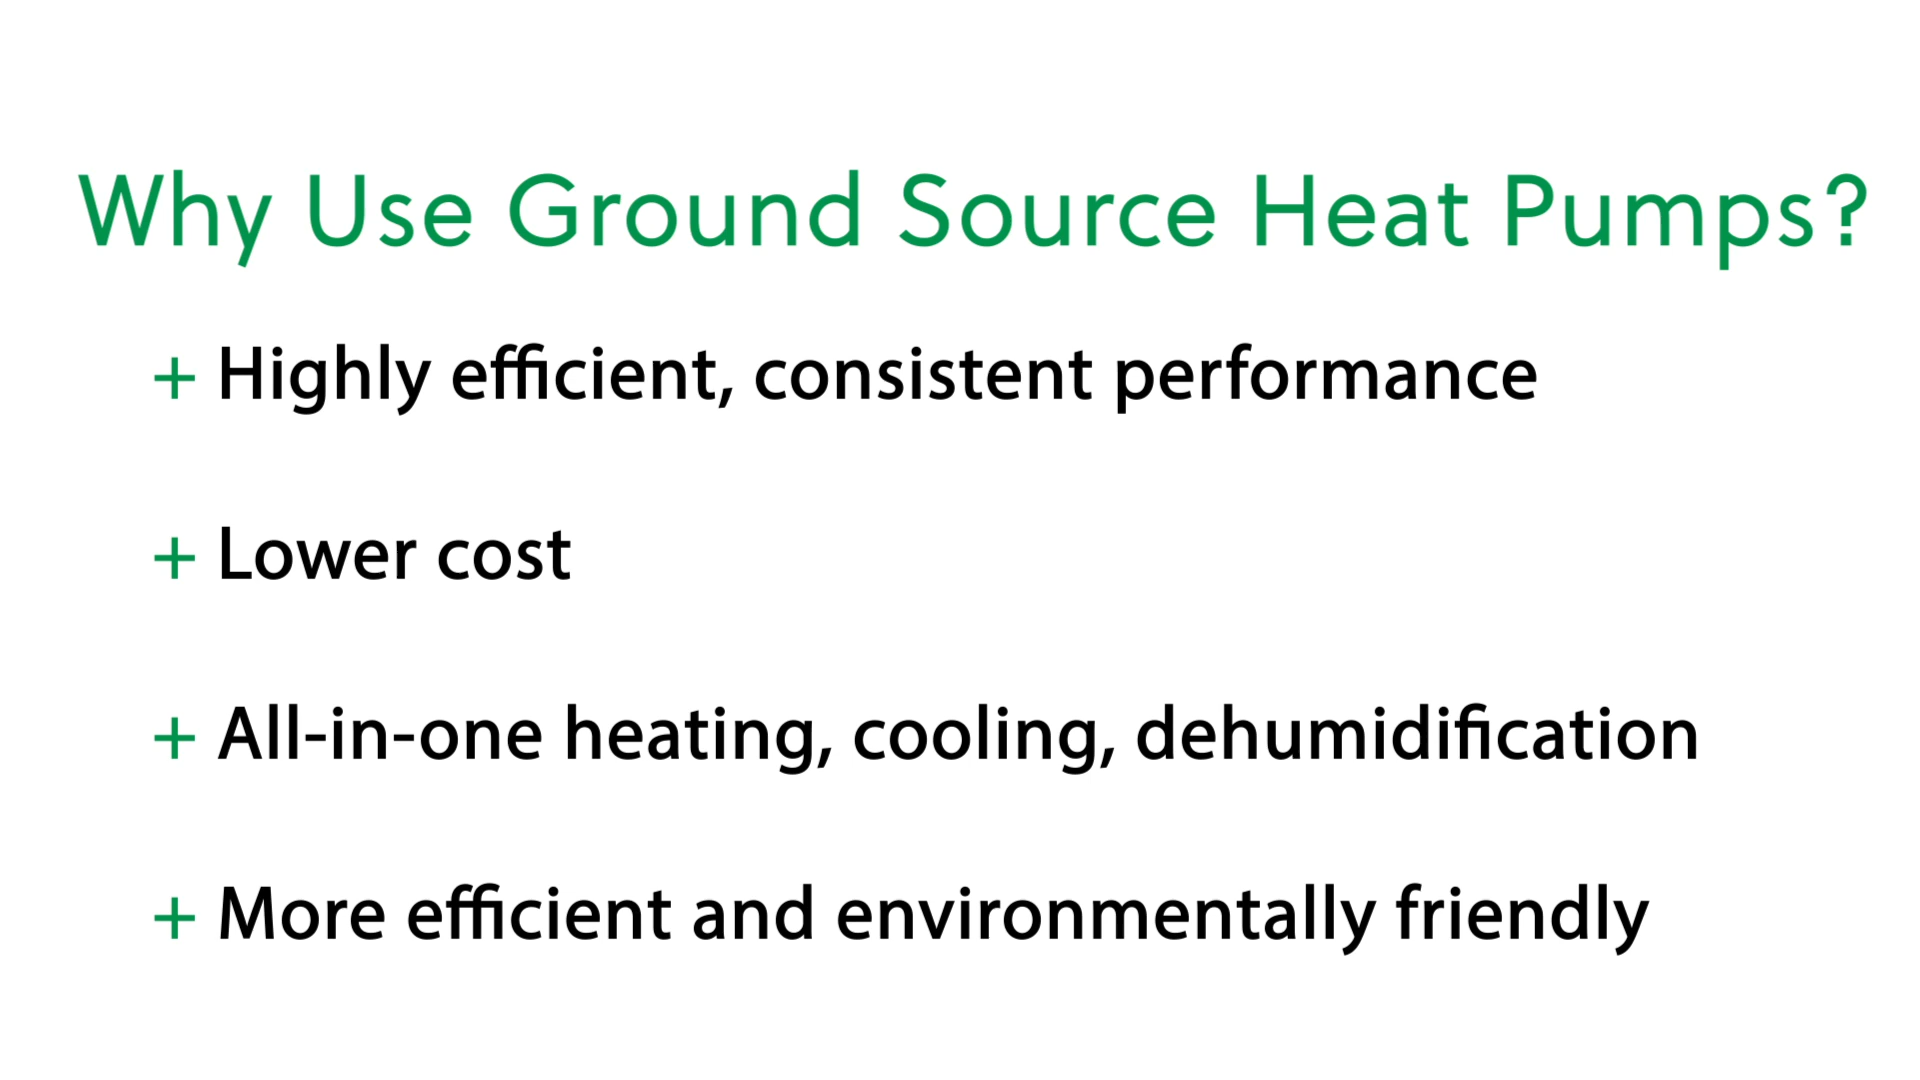 Why Use Ground Source Heat Pumps?
+ Highly efficient, consistent performance
+ Lower cost
+ All-in-one heating, cooling, dehumidification
+ More efficient and environmentally friendly